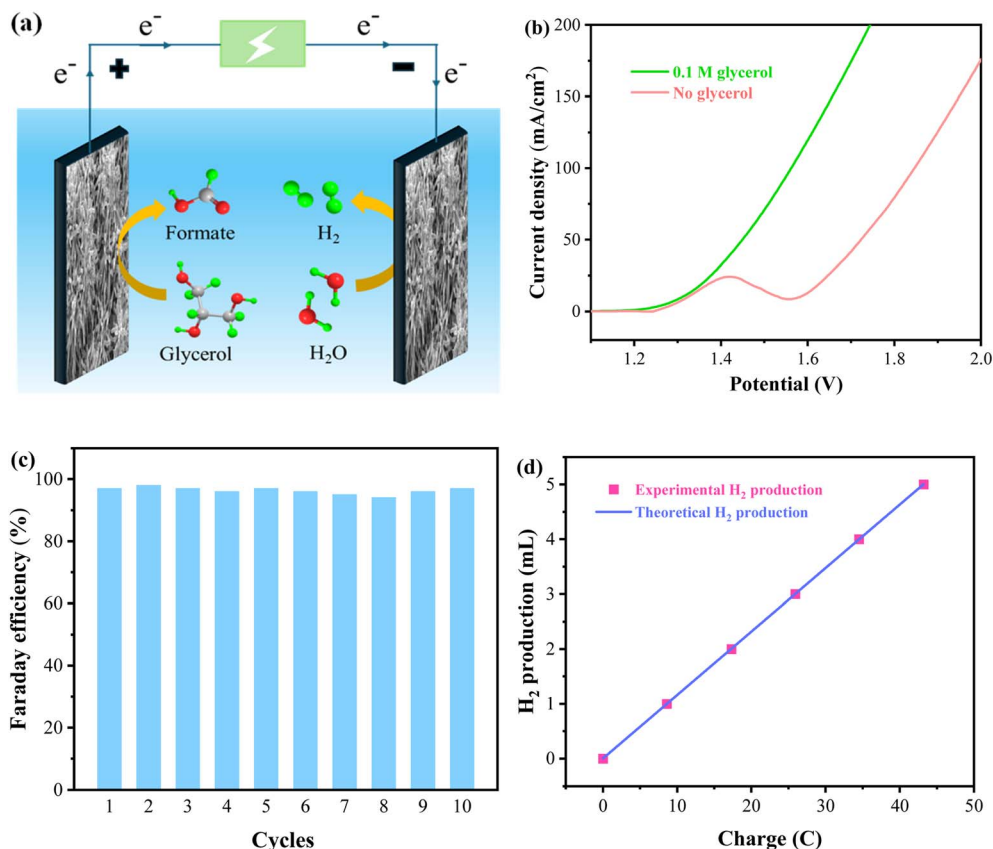 (a)
e⁻
e⁻
e⁻
e⁻
+
−
Formate
H₂
Glycerol
H₂O
(b)
0.1 M glycerol
No glycerol
Current density (mA/cm²)
200
150
100
50
0
1.2 1.4 1.6 1.8 2.0
Potential (V)
(c)
Faraday efficiency (%)
100
80
60
40
20
0
1 2 3 4 5 6 7 8 9 10
Cycles
(d)
Experimental H₂ production
Theoretical H₂ production
H₂ production (mL)
5
4
3
2
1
0
0 10 20 30 40 50
Charge (C)